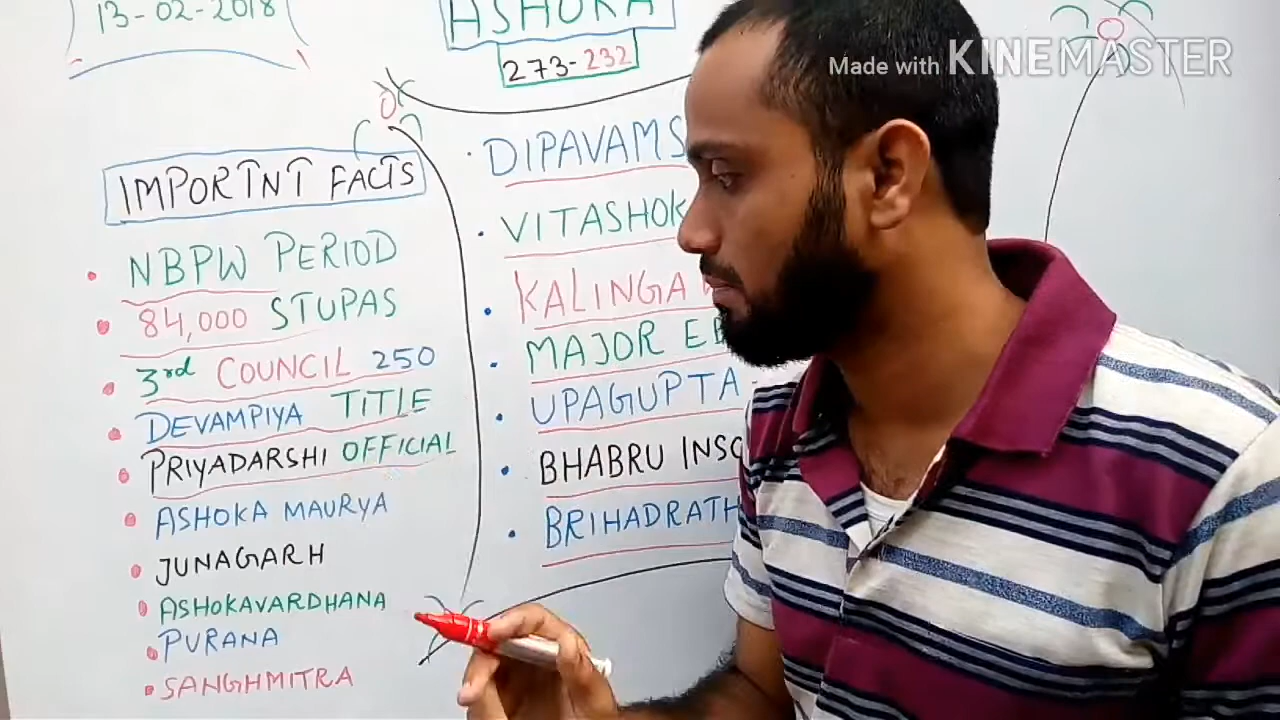 13-02-2018
ASHOKA
273-232
Made with KINEMASTER
IMPORTNT FACTS
• NBPW PERIOD
• 84,000 STUPAS
• 3rd COUNCIL 250
• DEVAMPIYA TITLE
• PRIYADARSHI OFFICIAL
• ASHOKA MAURYA
• JUNAGARH
• ASHOKAVARDHANA
• PURANA
• SANGHMITRA
• DIPAVAMS
• VITASHOK
• KALINGA
• MAJOR ED
• UPAGUPTA
• BHABRU INSC
• BRIHADRATH